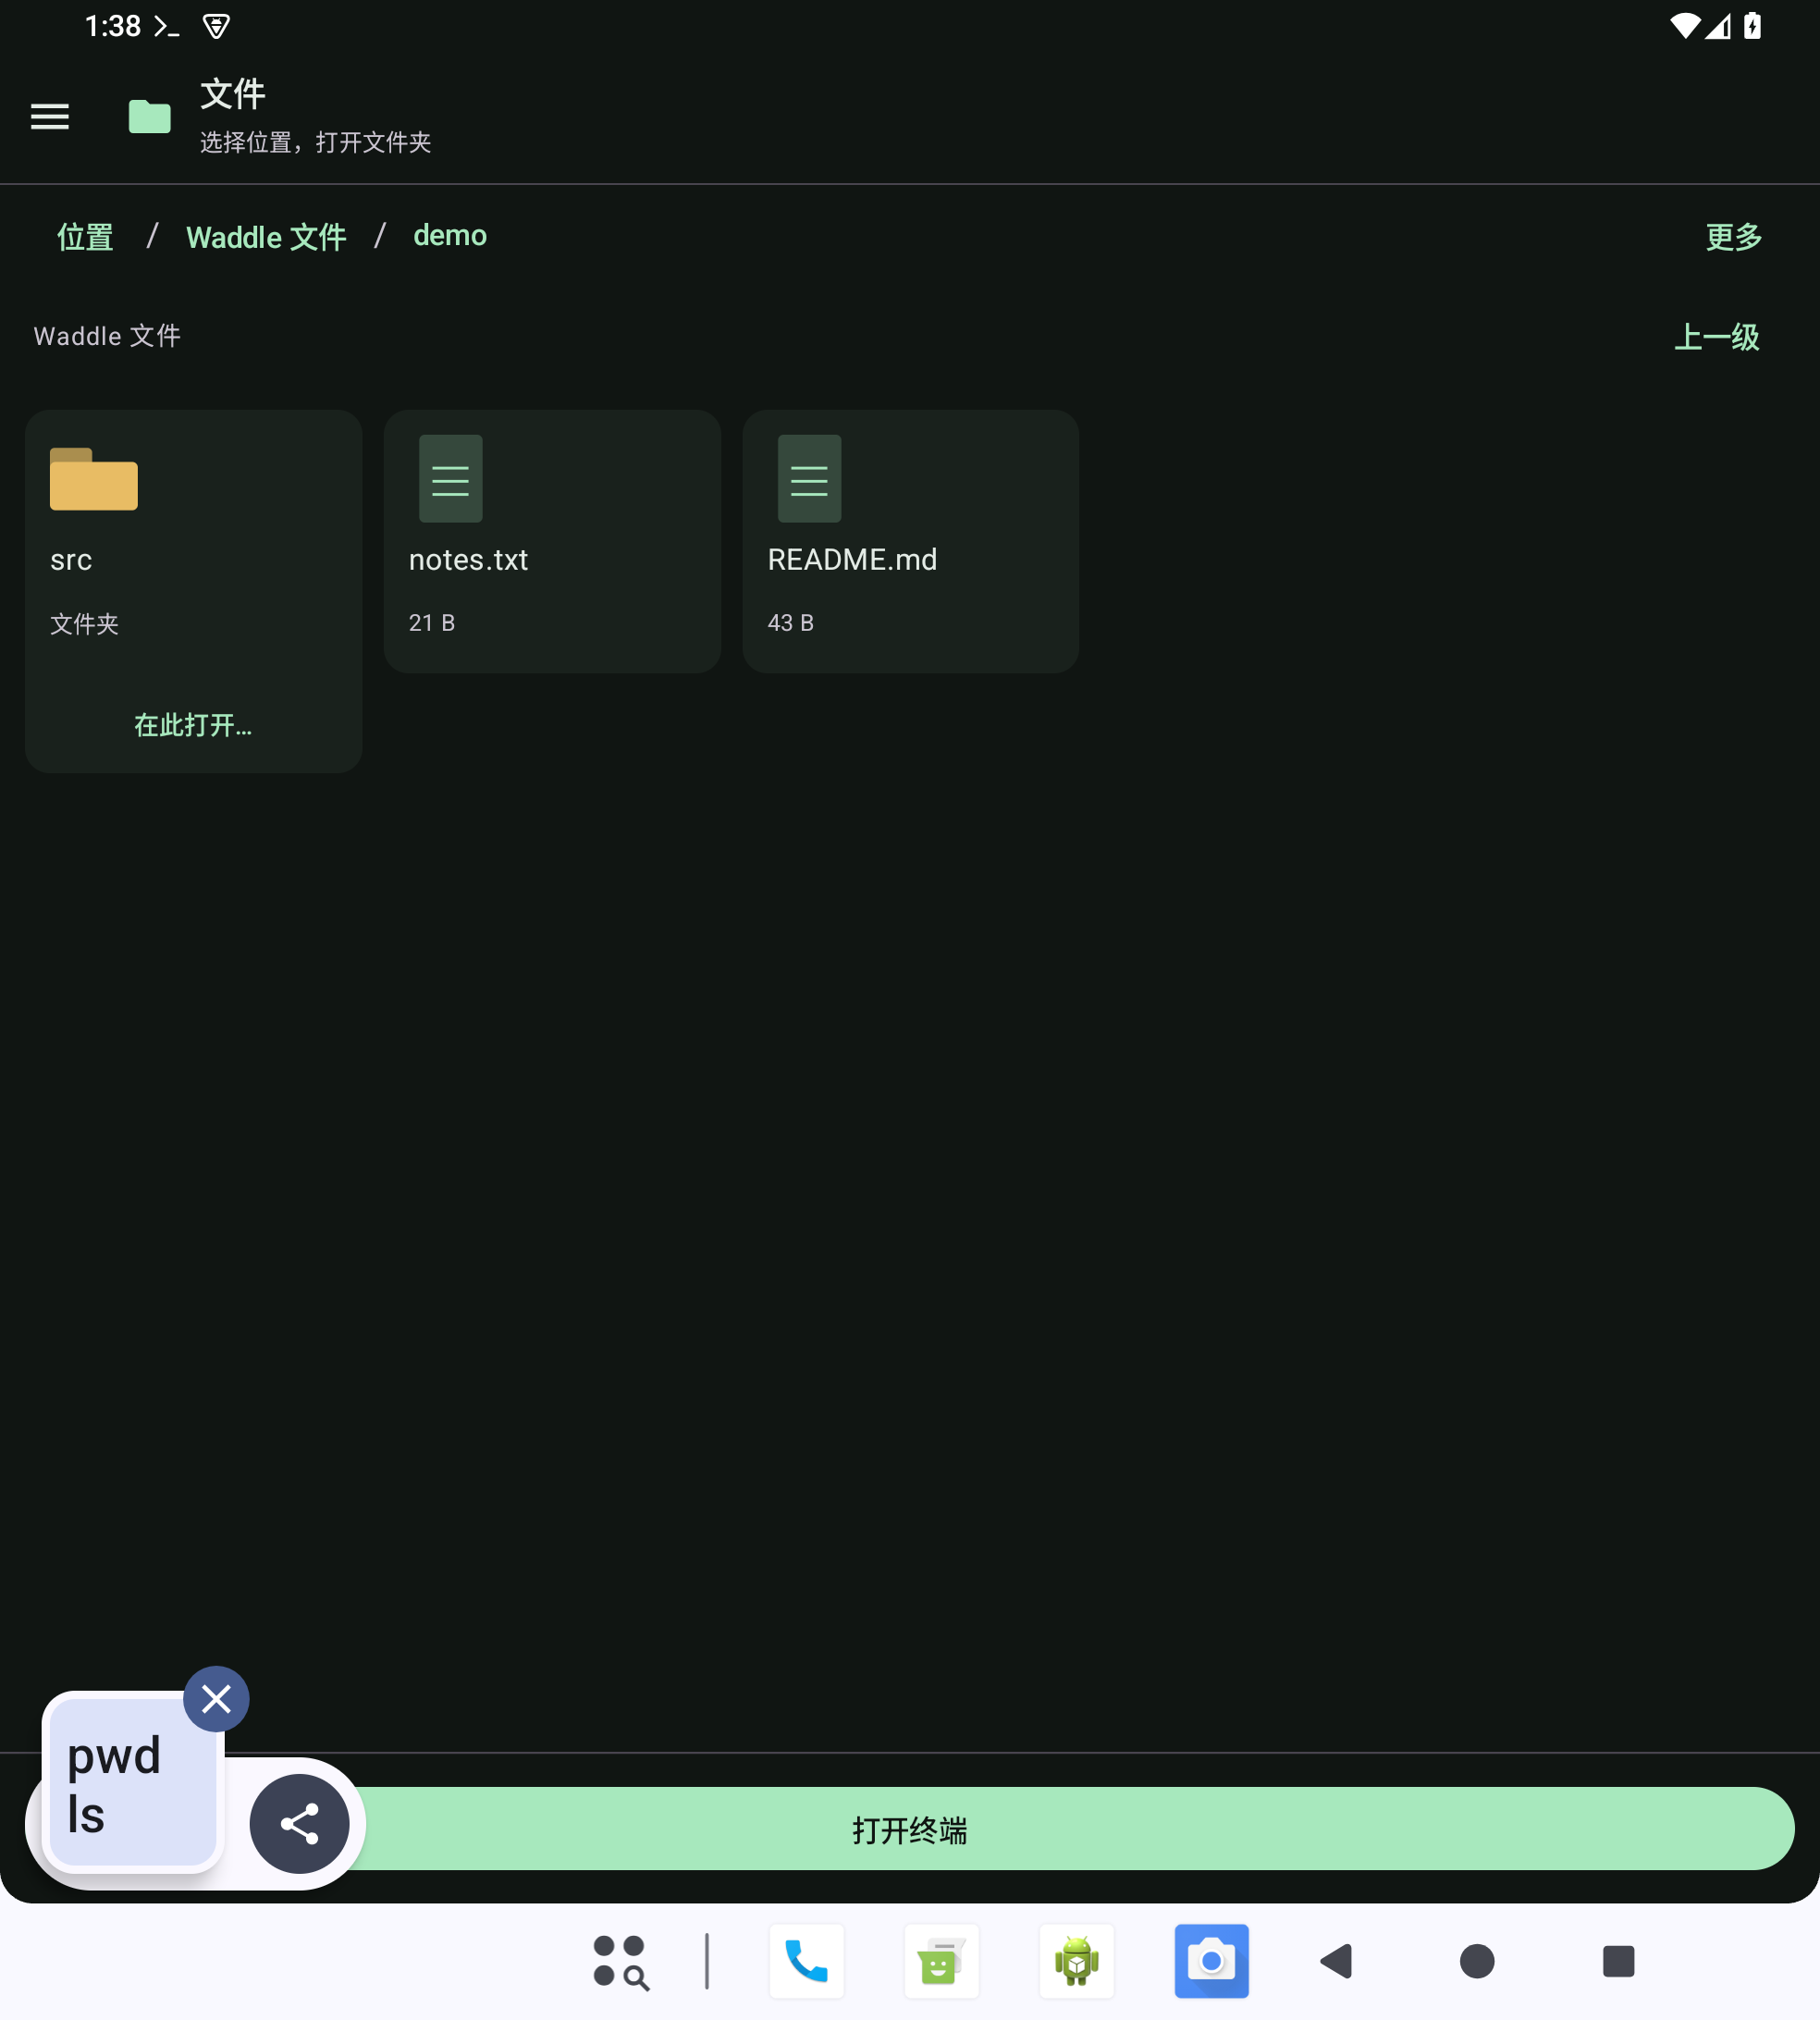 1:38
文件
选择位置，打开文件夹
位置 / Waddle 文件 / demo
更多
Waddle 文件
上一级
src
文件夹
在此打开...
notes.txt
21 B
README.md
43 B
pwd
ls
打开终端